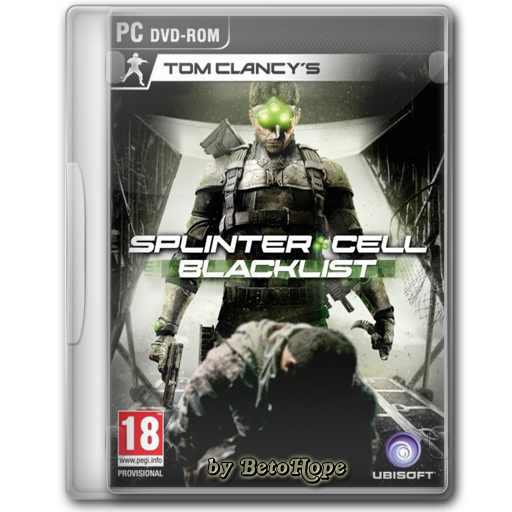 PC DVD-ROM
TOM CLANCY'S
SPLINTER CELL
BLACKLIST
18
www.pegi.info
PROVISIONAL
by BetoHope
UBISOFT